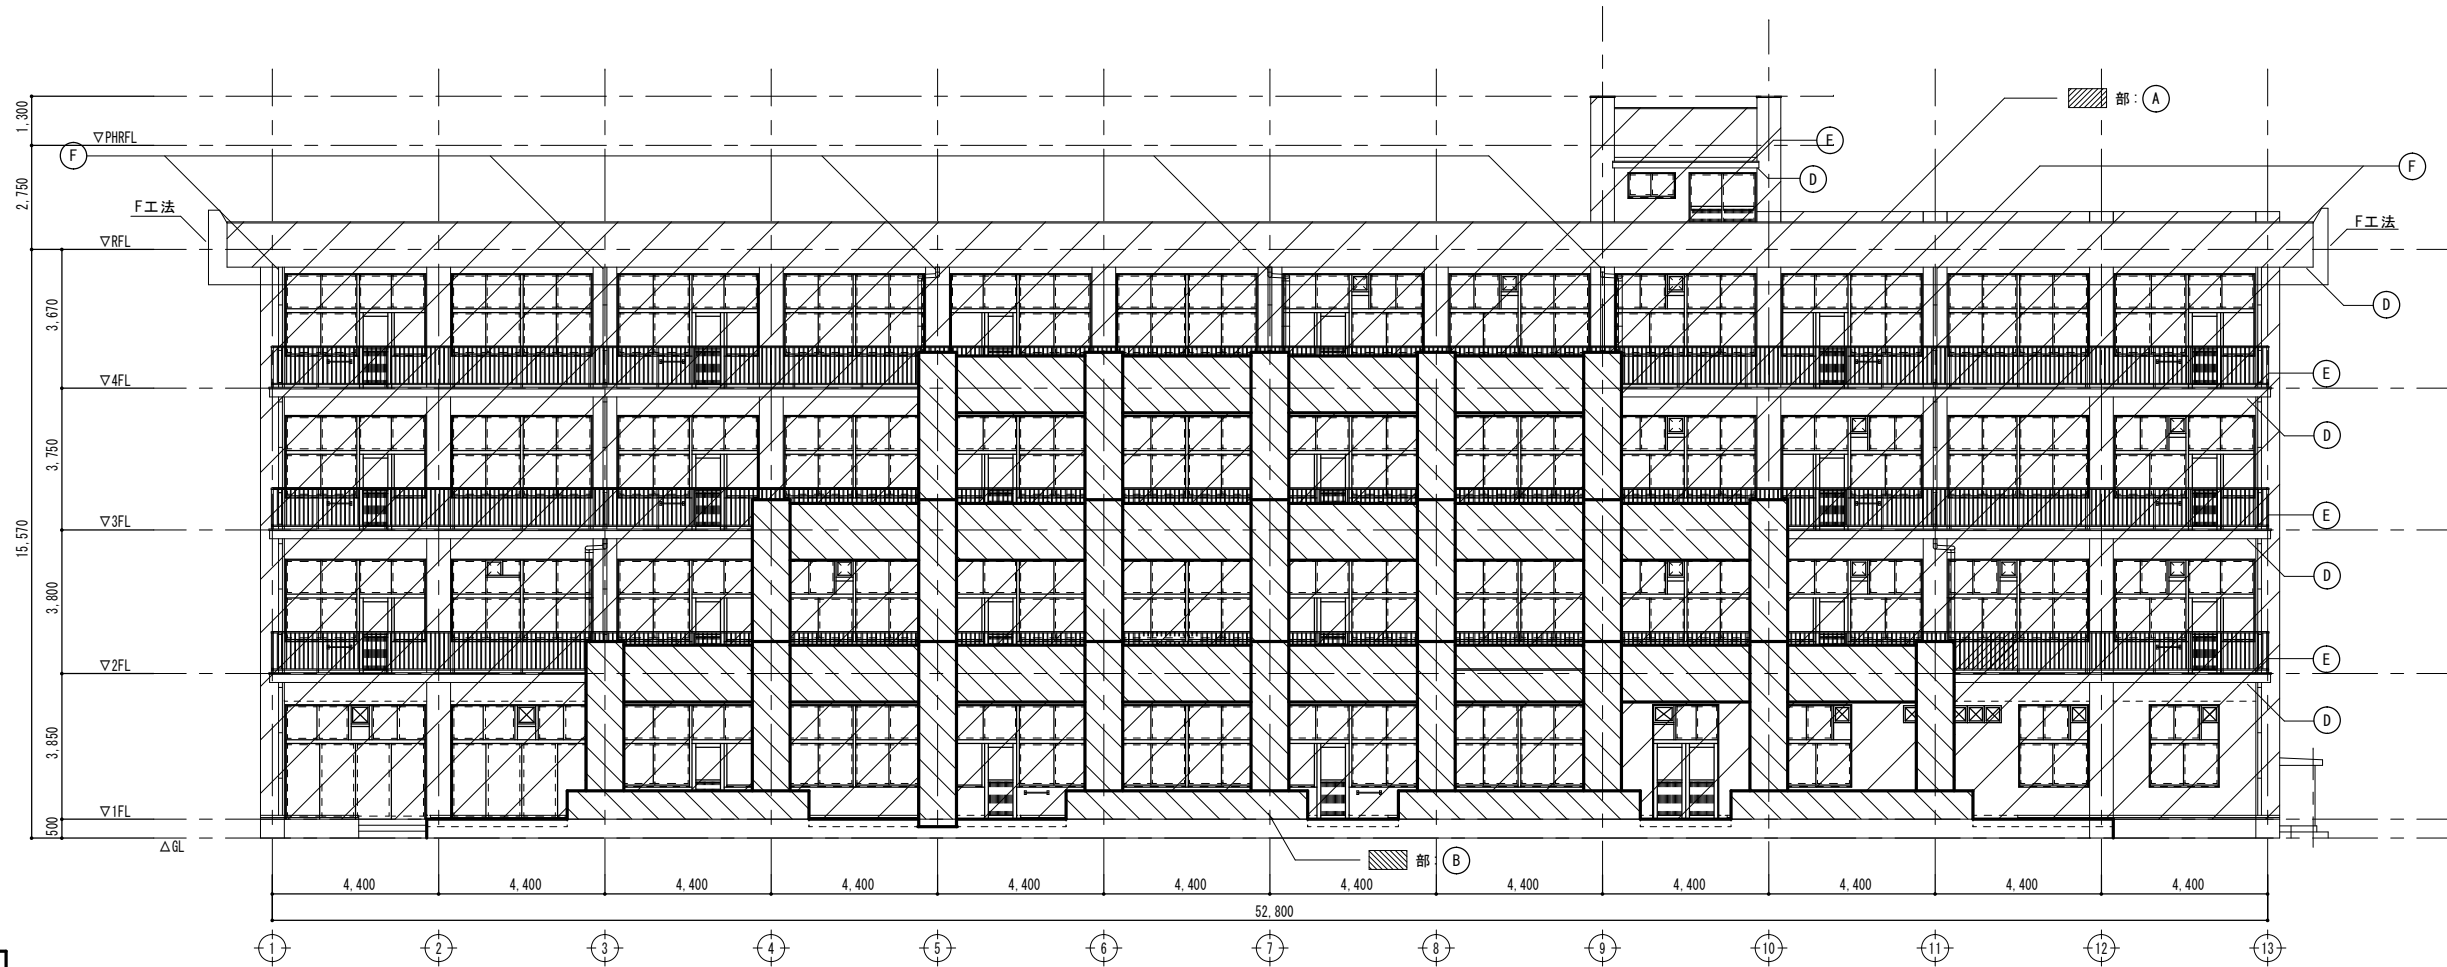 1,300
▽PHRFL
部：A
E
F
D
F
2,750
F工法
F工法
▽RFL
3,670
D
▽4FL
E
3,750
D
15,570
▽3FL
E
3,800
D
▽2FL
E
3,850
D
▽1FL
500
△GL
部：B
4,400 4,400 4,400 4,400 4,400 4,400 4,400 4,400 4,400 4,400 4,400 4,400
52,800
1 2 3 4 5 6 7 8 9 10 11 12 13